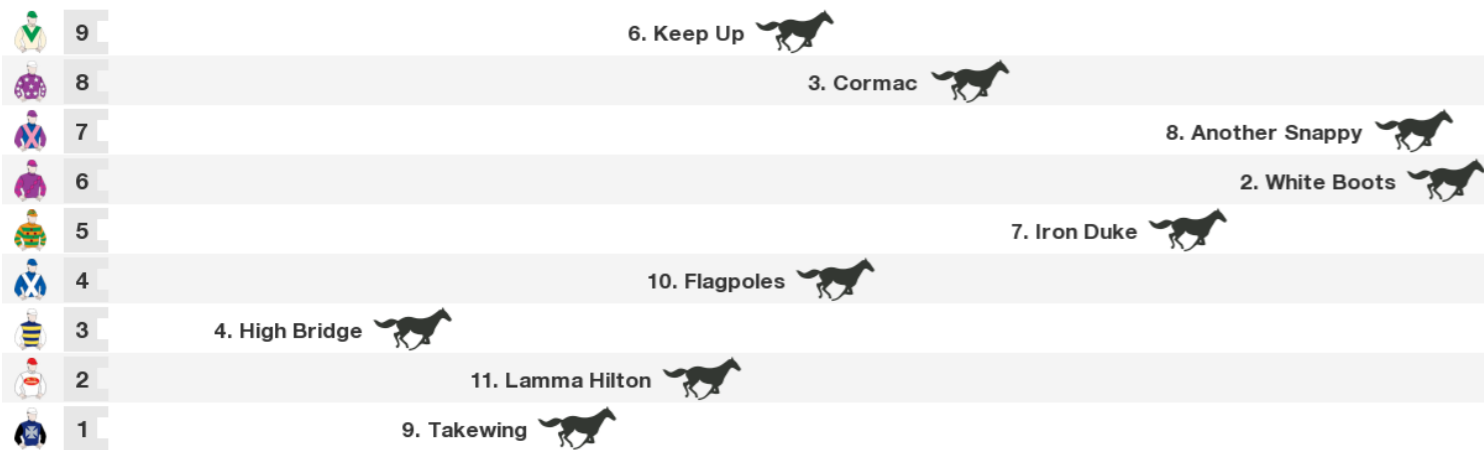 9 6. Keep Up
8 3. Cormac
7 8. Another Snappy
6 2. White Boots
5 7. Iron Duke
4 10. Flagpoles
3 4. High Bridge
2 11. Lamma Hilton
1 9. Takewing